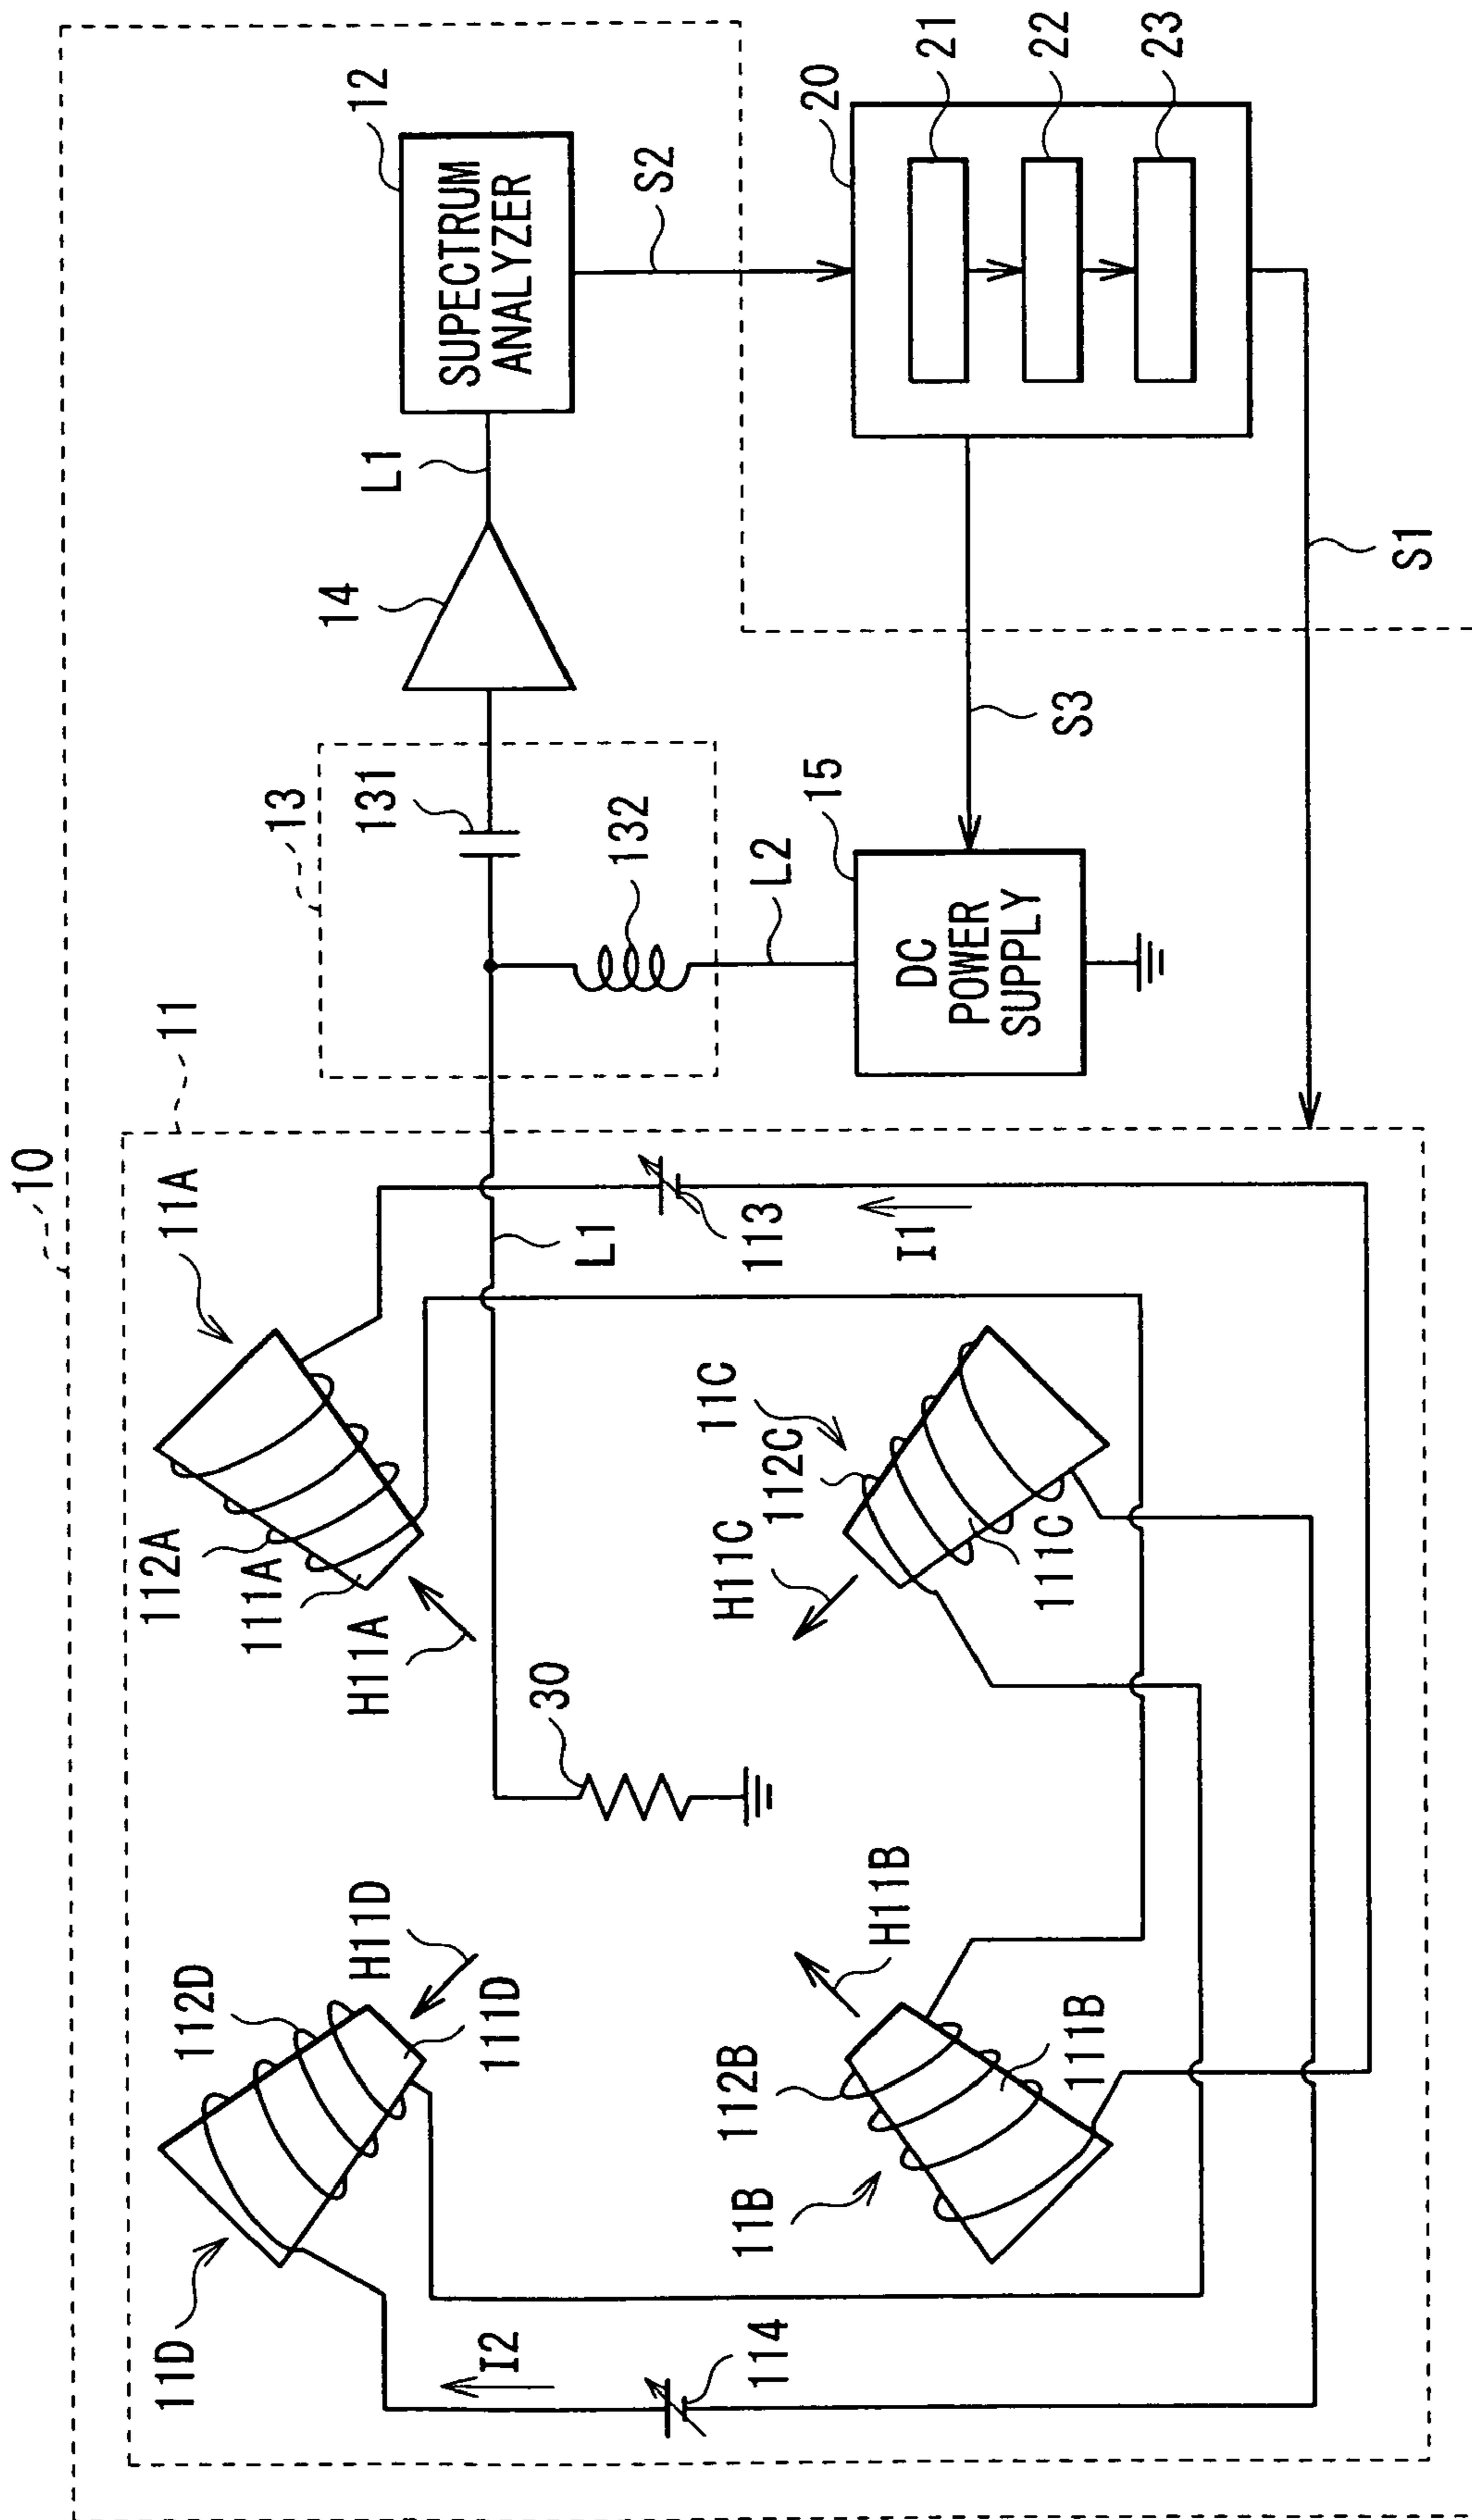 10
11
11D
112D
H11D
111D
I2
114
11B
112B
H11B
111B
30
112A
111A
H11A
11A
11C
112C
H11C
111C
L1
113
I1
13
131
132
L2
15
DC
POWER
SUPPLY
S3
14
L1
12
SUPECTRUM
ANALYZER
S2
20
21
22
23
S1